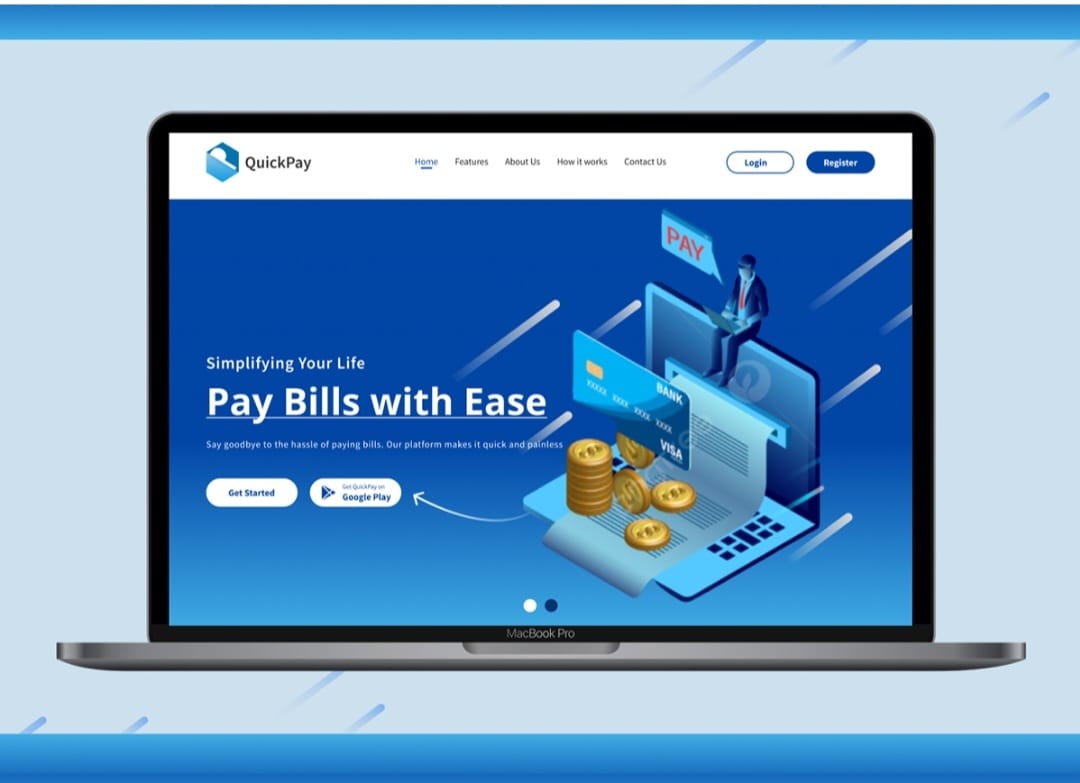 QuickPay
Home Features About Us How it works Contact Us
Login Register
PAY
Simplifying Your Life
Pay Bills with Ease
Say goodbye to the hassle of paying bills. Our platform makes it quick and painless
Get Started
Get QuickPay on
Google Play
BANK
XXXXX XXXX XXXX XXXX
VISA
MacBook Pro